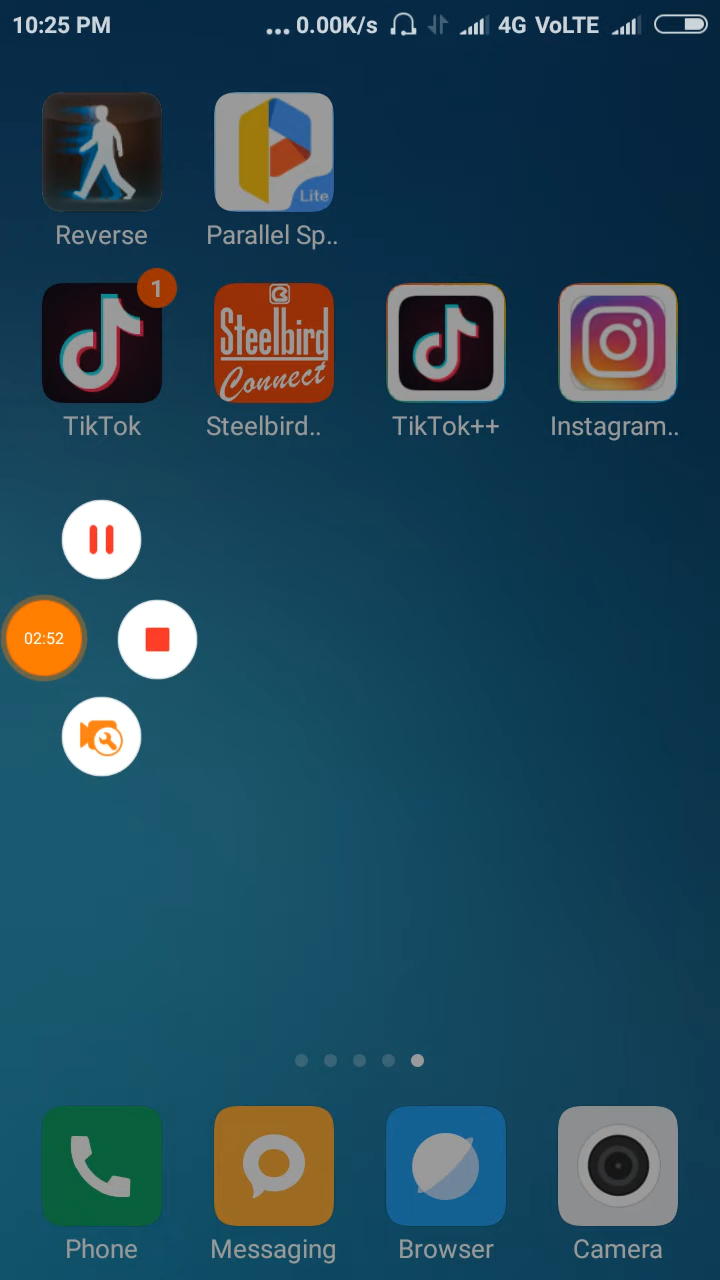 10:25 PM ... 0.00K/s 4G VoLTE
Lite
Reverse Parallel Sp..
1
Steelbird
Connect
TikTok Steelbird.. TikTok++ Instagram..
02:52
Phone Messaging Browser Camera